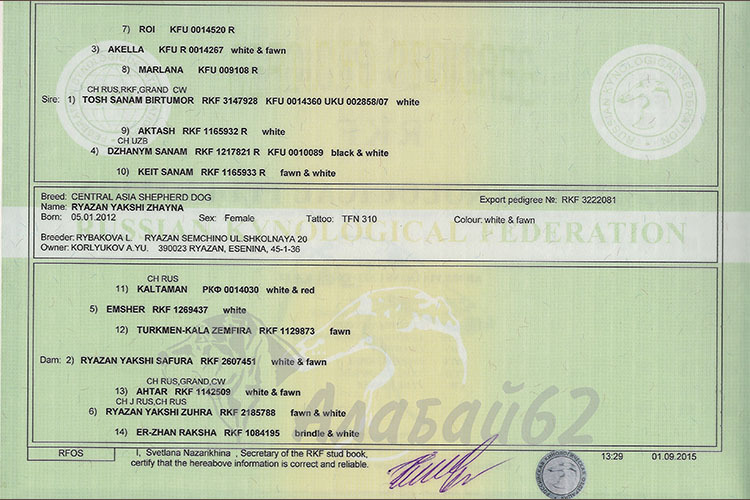 7) ROI KFU 0014520 R
3) AKELLA KFU R 0014267 white & fawn
8) MARLANA KFU 009108 R
CH RUS,RKF,GRAND CW
Sire: 1) TOSH SANAM BIRTUMOR RKF 3147928 KFU 0014360 UKU 002858/07 white
9) AKTASH RKF 1165932 R white
CH UZB
4) DZHANYM SANAM RKF 1217821 R KFU 0010089 black & white
10) KEIT SANAM RKF 1165933 R fawn & white
RUSSIAN KYNOLOGICAL FEDERATION
Breed: CENTRAL ASIA SHEPHERD DOG Export pedigree №: RKF 3222081
Name: RYAZAN YAKSHI ZHAYNA
Born: 05.01.2012 Sex: Female Tattoo: TFN 310 Colour: white & fawn
RUSSIAN KYNOLOGICAL FEDERATION
Breeder: RYBAKOVA L. RYAZAN SEMCHINO UL.SHKOLNAYA 20
Owner: KORLYUKOV A.YU. 390023 RYAZAN, ESENINA, 45-1-36
CH RUS
11) KALTAMAN РКФ 0014030 white & red
5) EMSHER RKF 1269437 white
12) TURKMEN-KALA ZEMFIRA RKF 1129873 fawn
Dam: 2) RYAZAN YAKSHI SAFURA RKF 2607451 white & fawn
CH RUS,GRAND,CW
13) AHTAR RKF 1142509 white & fawn
CH J RUS,CH RUS
6) RYAZAN YAKSHI ZUHRA RKF 2185788 fawn & white
14) ER-ZHAN RAKSHA RKF 1084195 brindle & white
Алабай62
RFOS I, Svetlana Nazarikhina , Secretary of the RKF stud book, 13:29 01.09.2015
certify that the hereabove information is correct and reliable.